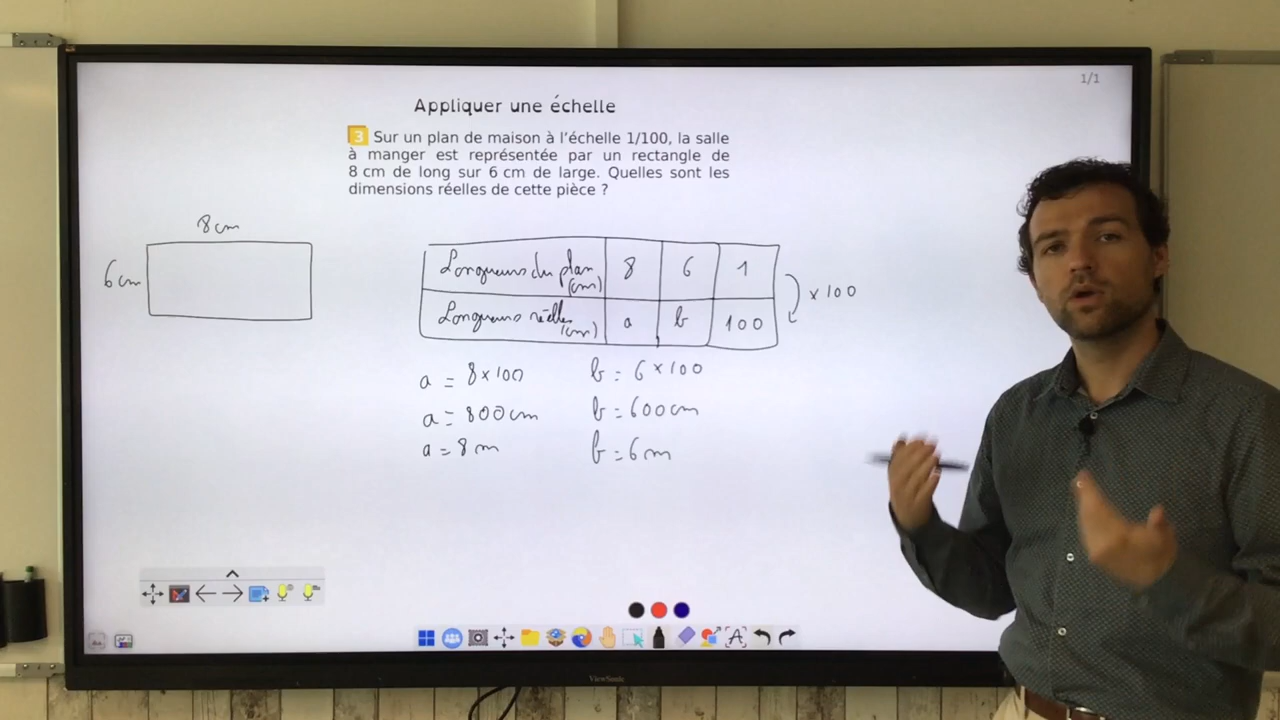 1/1
Appliquer une échelle
3 Sur un plan de maison à l'échelle 1/100, la salle
à manger est représentée par un rectangle de
8 cm de long sur 6 cm de large. Quelles sont les
dimensions réelles de cette pièce ?
8 cm
6 cm
Longueurs du plan (cm) 8 6 1
Longueurs réelles (cm) a b 100
x 100
a = 8 x 100 b = 6 x 100
a = 800 cm b = 600 cm
a = 8 m b = 6 m
ViewSonic